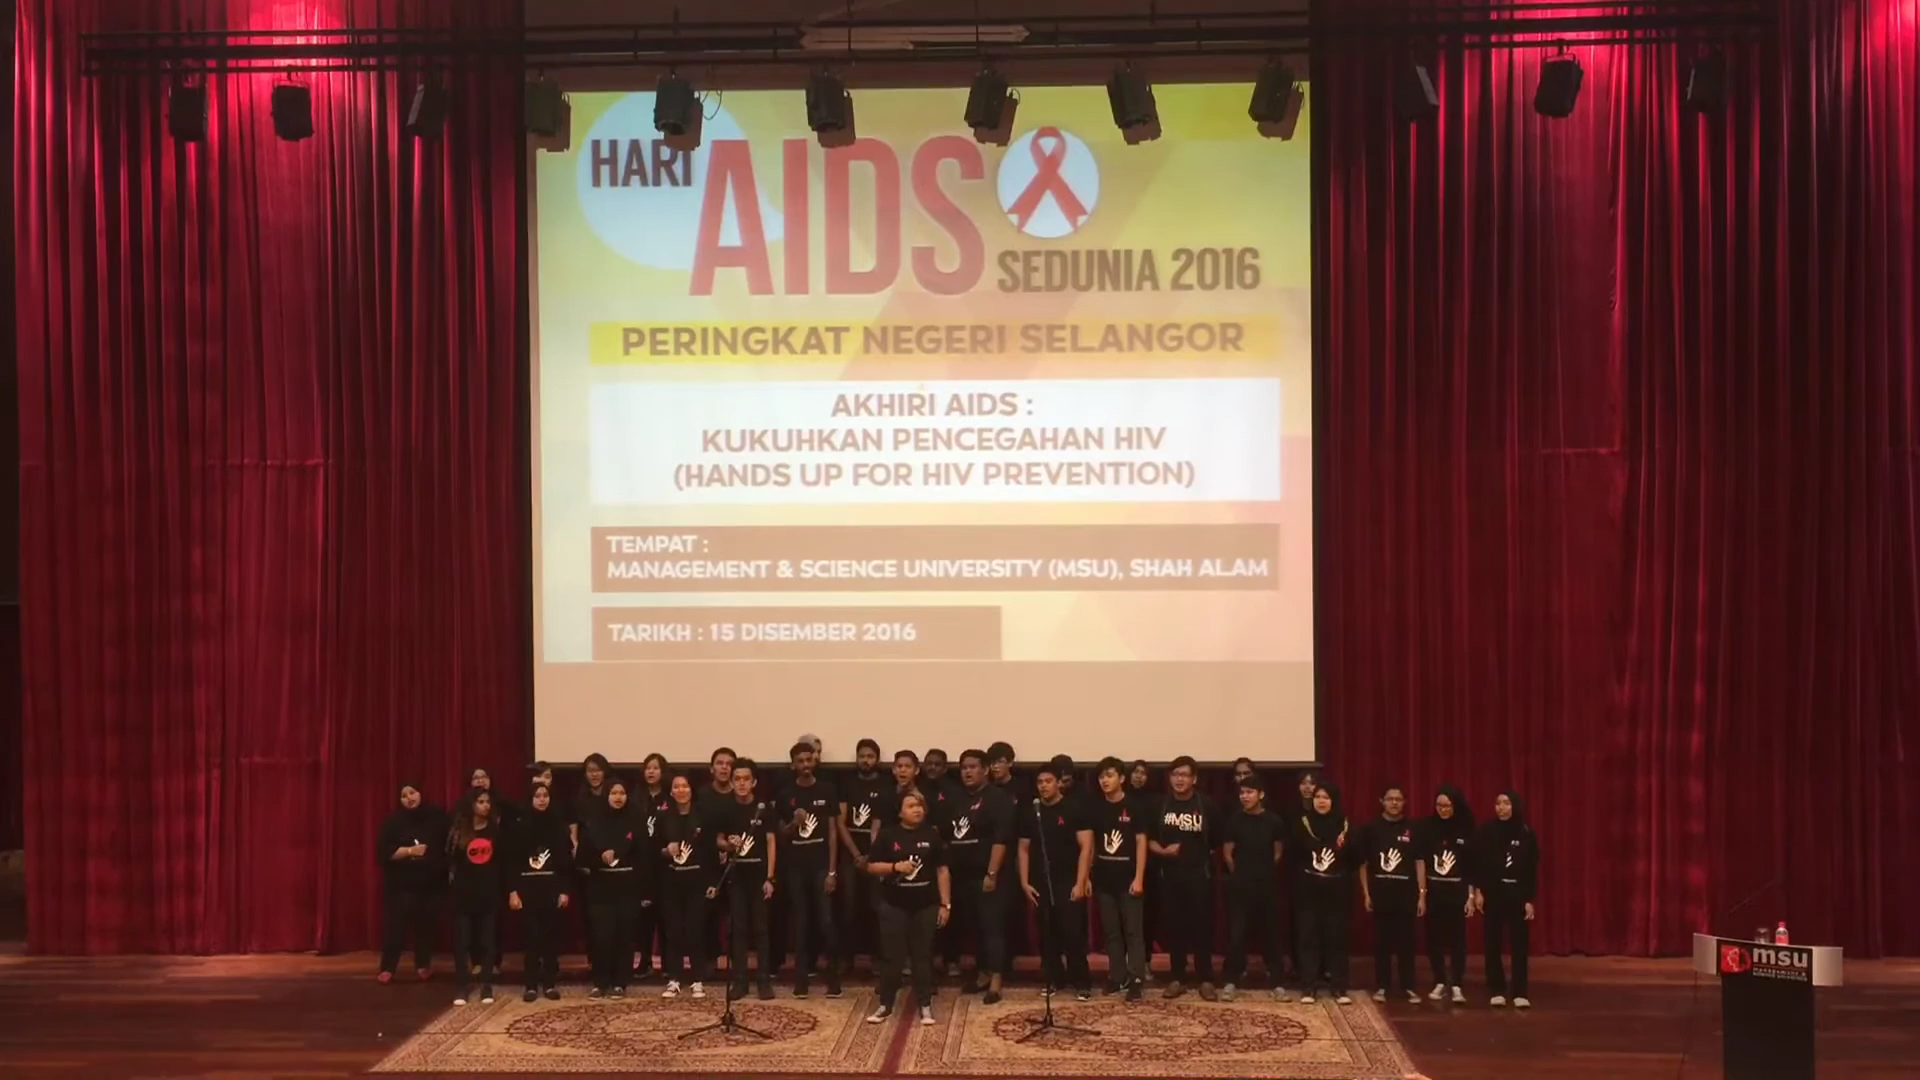 HARI AIDS
SEDUNIA 2016
PERINGKAT NEGERI SELANGOR
AKHIRI AIDS :
KUKUHKAN PENCEGAHAN HIV
(HANDS UP FOR HIV PREVENTION)
TEMPAT :
MANAGEMENT & SCIENCE UNIVERSITY (MSU), SHAH ALAM
TARIKH : 15 DISEMBER 2016
#MSU
cares
msu